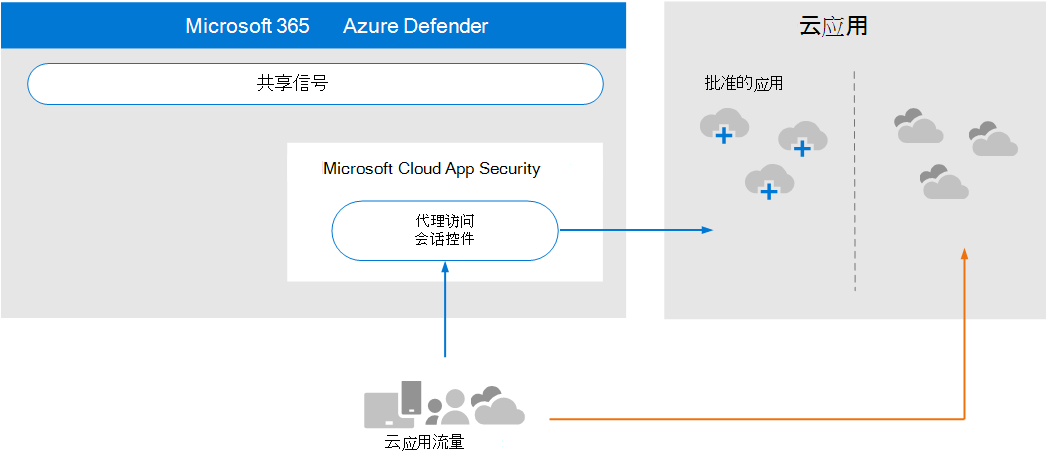 Microsoft 365 Azure Defender
云应用
共享信号
批准的应用
Microsoft Cloud App Security
代理访问
会话控件
云应用流量